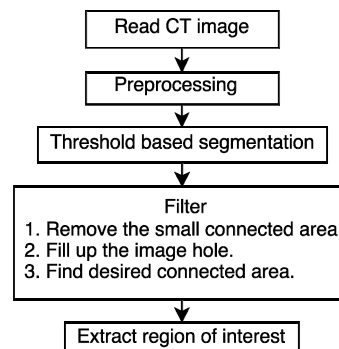 Read CT image
Preprocessing
Threshold based segmentation
Filter
1. Remove the small connected area
2. Fill up the image hole.
3. Find desired connected area.
Extract region of interest